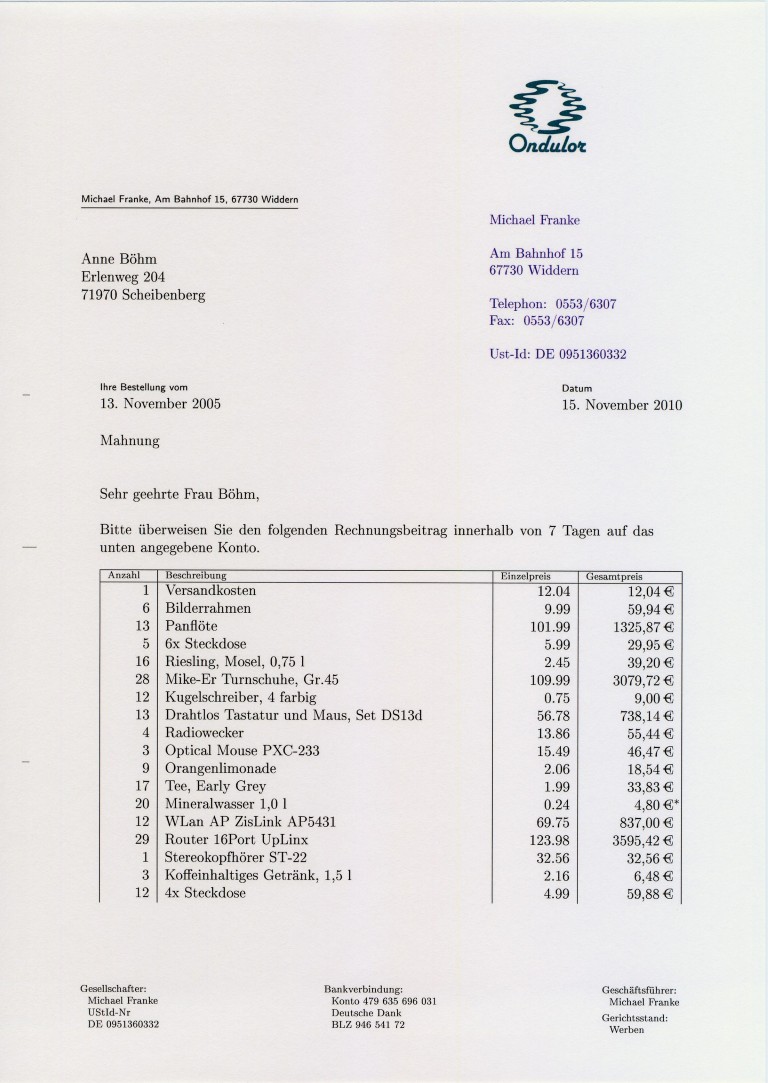 Ondulor
Michael Franke, Am Bahnhof 15, 67730 Widdern
Michael Franke
Am Bahnhof 15
67730 Widdern
Telephon: 0553/6307
Fax: 0553/6307
Ust-Id: DE 0951360332
Anne Böhm
Erlenweg 204
71970 Scheibenberg
Ihre Bestellung vom Datum
13. November 2005 15. November 2010
Mahnung
Sehr geehrte Frau Böhm,
Bitte überweisen Sie den folgenden Rechnungsbeitrag innerhalb von 7 Tagen auf das
unten angegebene Konto.
Anzahl Beschreibung Einzelpreis Gesamtpreis
1 Versandkosten 12.04 12,04 €
6 Bilderrahmen 9.99 59,94 €
13 Panflöte 101.99 1325,87 €
5 6x Steckdose 5.99 29,95 €
16 Riesling, Mosel, 0,75 l 2.45 39,20 €
28 Mike-Er Turnschuhe, Gr.45 109.99 3079,72 €
12 Kugelschreiber, 4 farbig 0.75 9,00 €
13 Drahtlos Tastatur und Maus, Set DS13d 56.78 738,14 €
4 Radiowecker 13.86 55,44 €
3 Optical Mouse PXC-233 15.49 46,47 €
9 Orangenlimonade 2.06 18,54 €
17 Tee, Early Grey 1.99 33,83 €
20 Mineralwasser 1,0 l 0.24 4,80 €*
12 WLan AP ZisLink AP5431 69.75 837,00 €
29 Router 16Port UpLinx 123.98 3595,42 €
1 Stereokopfhörer ST-22 32.56 32,56 €
3 Koffeinhaltiges Getränk, 1,5 l 2.16 6,48 €
12 4x Steckdose 4.99 59,88 €
Gesellschafter:
Michael Franke
UStId-Nr
DE 0951360332
Bankverbindung:
Konto 479 635 696 031
Deutsche Dank
BLZ 946 541 72
Geschäftsführer:
Michael Franke
Gerichtsstand:
Werben